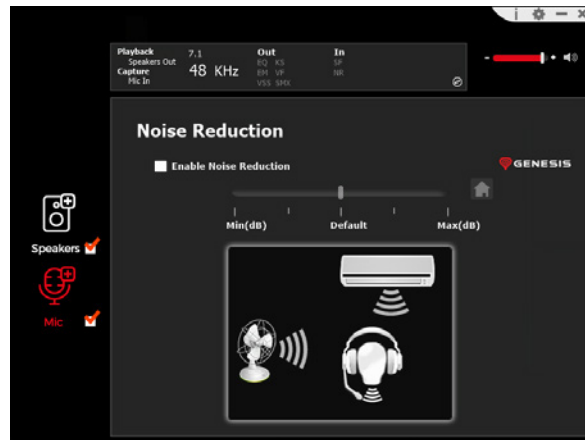 i
Playback 7.1 Out In
Speakers Out EQ KS SF
Capture 48 KHz EM VF NR
Mic In VSS SMX
Noise Reduction
Enable Noise Reduction
GENESIS
Min(dB) Default Max(dB)
Speakers
Mic